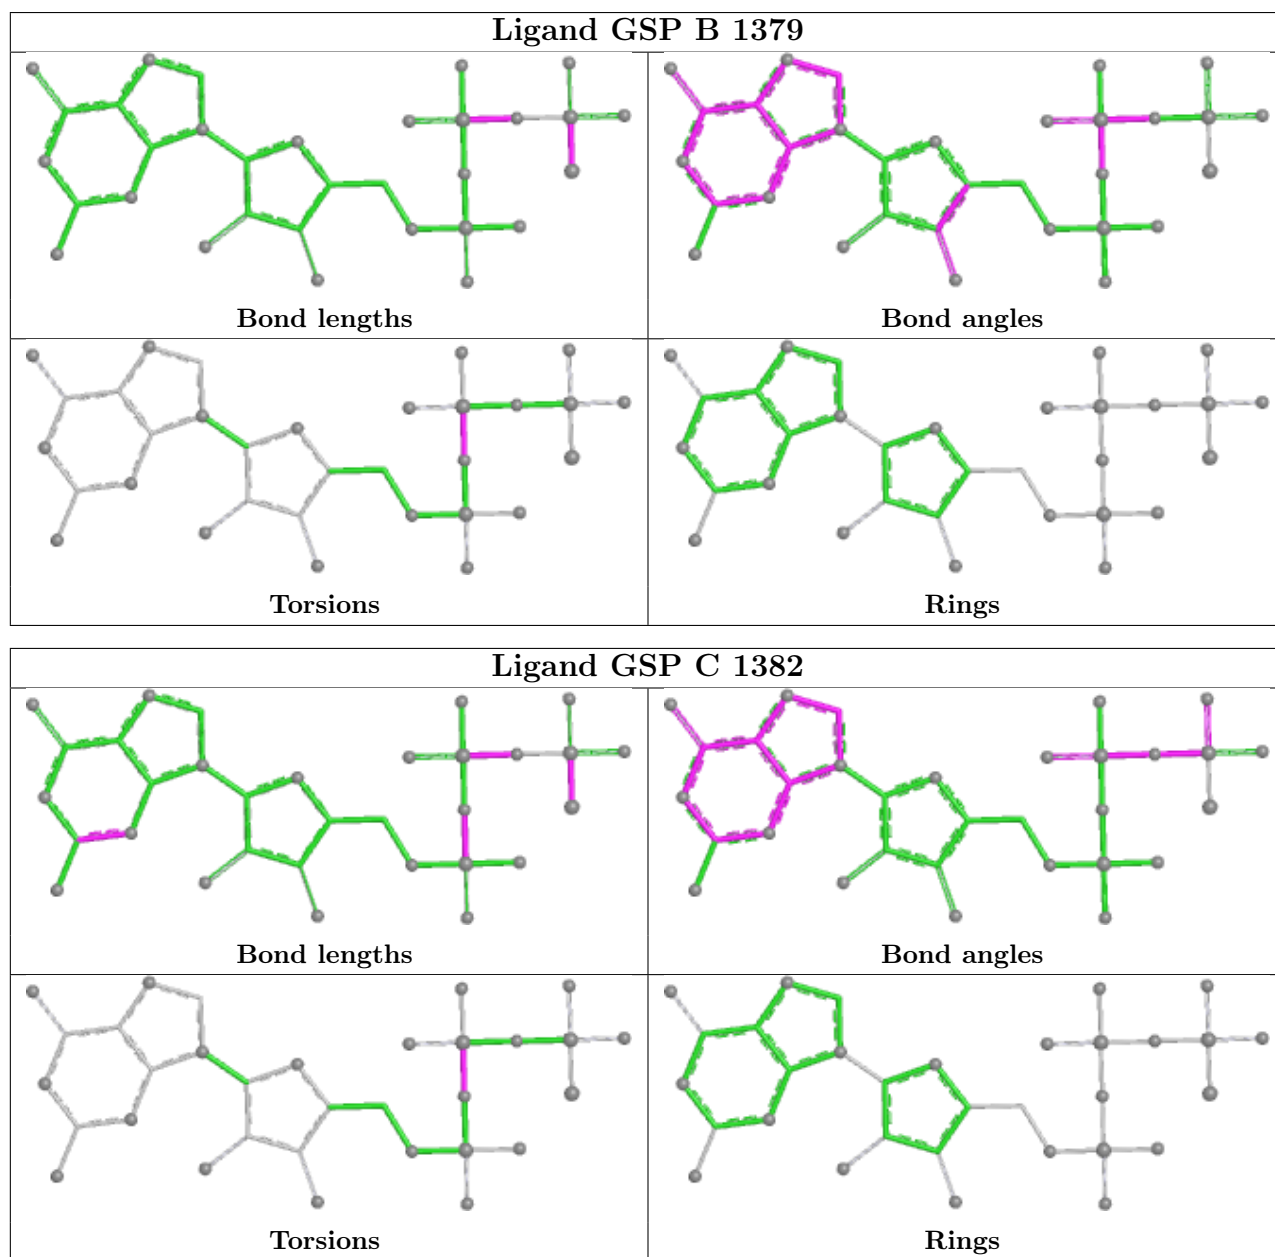 Ligand GSP B 1379
Bond lengths
Bond angles
Torsions
Rings
Ligand GSP C 1382
Bond lengths
Bond angles
Torsions
Rings